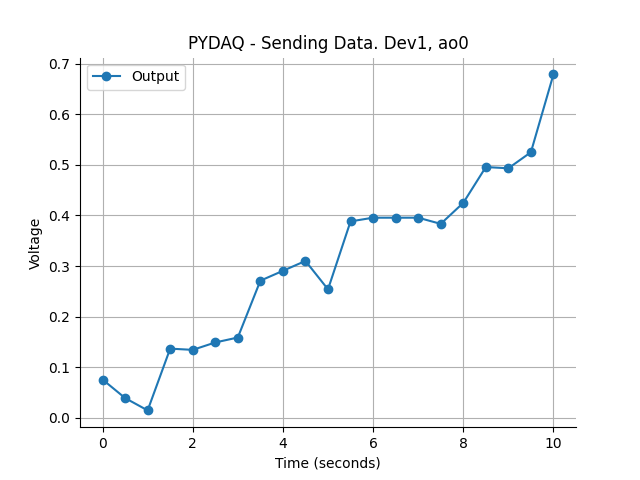 PYDAQ - Sending Data. Dev1, ao0
Output
0.7
0.6
0.5
0.4
0.3
0.2
0.1
0.0
Voltage
0 2 4 6 8 10
Time (seconds)